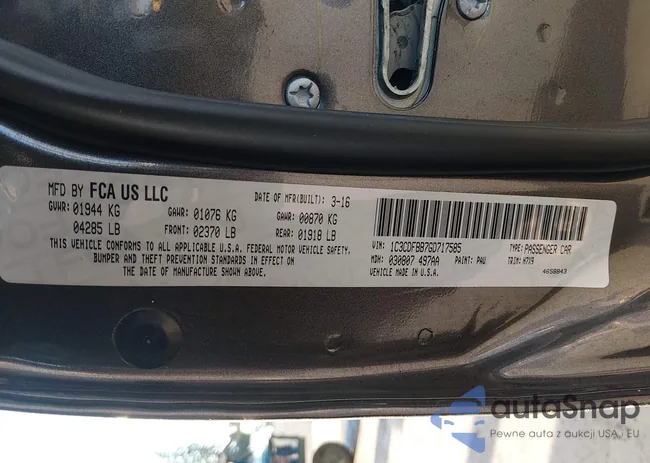 MFD BY FCA US LLC
DATE OF MFR(BUILT): 3-16
GVWR: 01944 KG GAWR: 01076 KG GAWR: 00870 KG
04285 LB FRONT: 02370 LB REAR: 01918 LB
THIS VEHICLE CONFORMS TO ALL APPLICABLE U.S.A. FEDERAL MOTOR VEHICLE SAFETY,
BUMPER AND THEFT PREVENTION STANDARDS IN EFFECT ON
THE DATE OF MANUFACTURE SHOWN ABOVE.
VIN: 1C3CDFBB7GD717585 TYPE: PASSENGER CAR
MDH: 030807 497AA PAINT: PAU TRIM: H7X9
VEHICLE MADE IN U.S.A. 4658843
autoSnap
Pewne auta z aukcji USA i EU